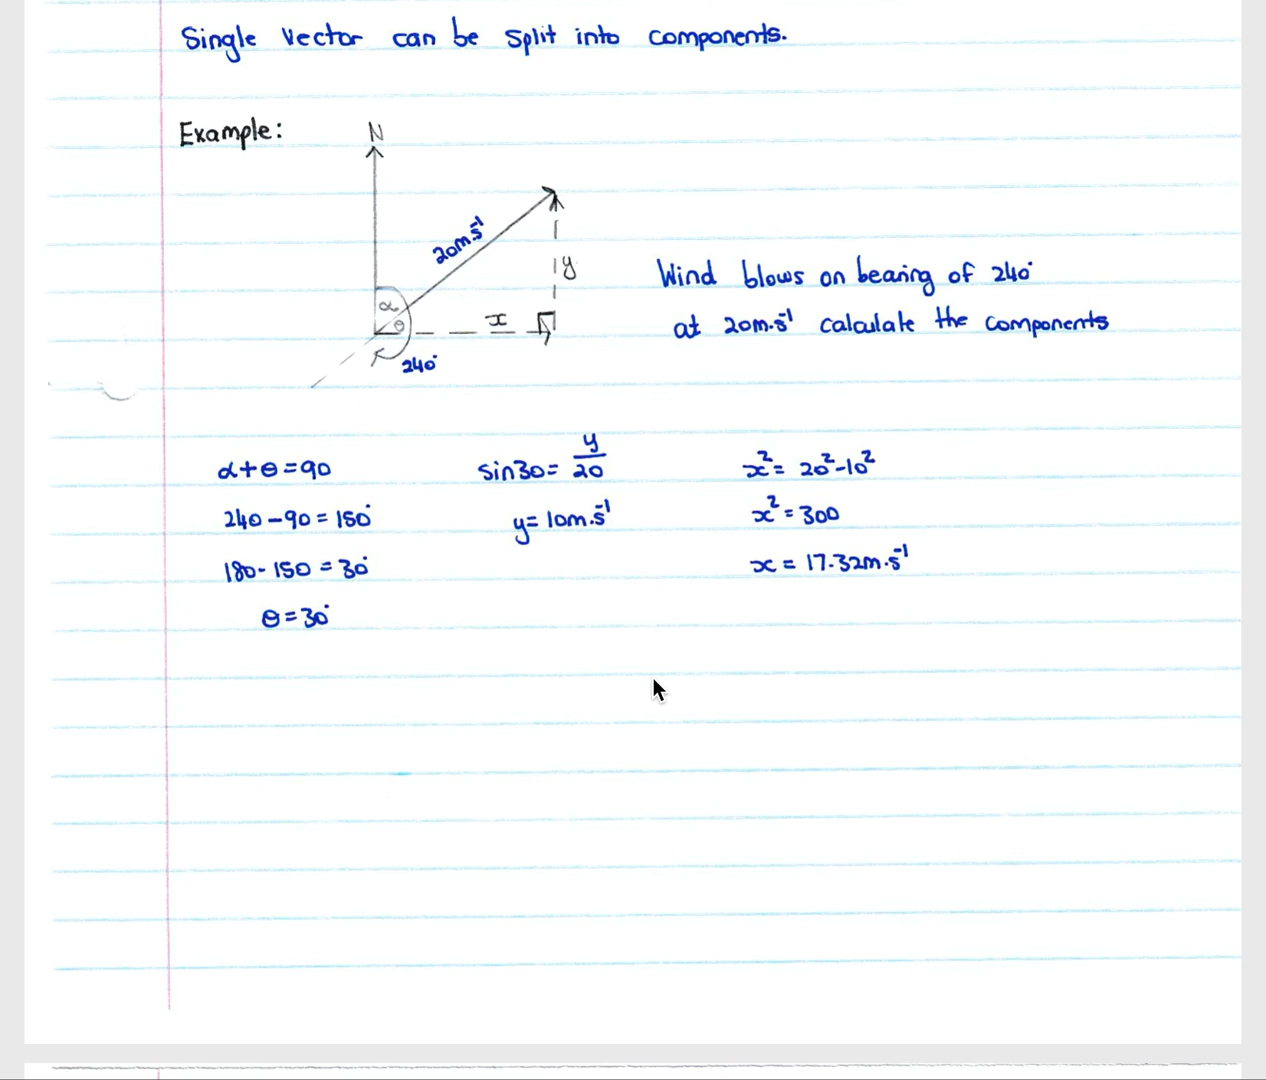 Single vector can be split into components.
Example:
N
20m.s⁻¹
y
α
θ
x
240°
Wind blows on bearing of 240°
at 20m.s⁻¹ calculate the components
α+θ=90
240-90=150°
180-150=30°
θ=30°
sin30= y/20
y=10m.s⁻¹
x²= 20²-10²
x²=300
x=17.32m.s⁻¹